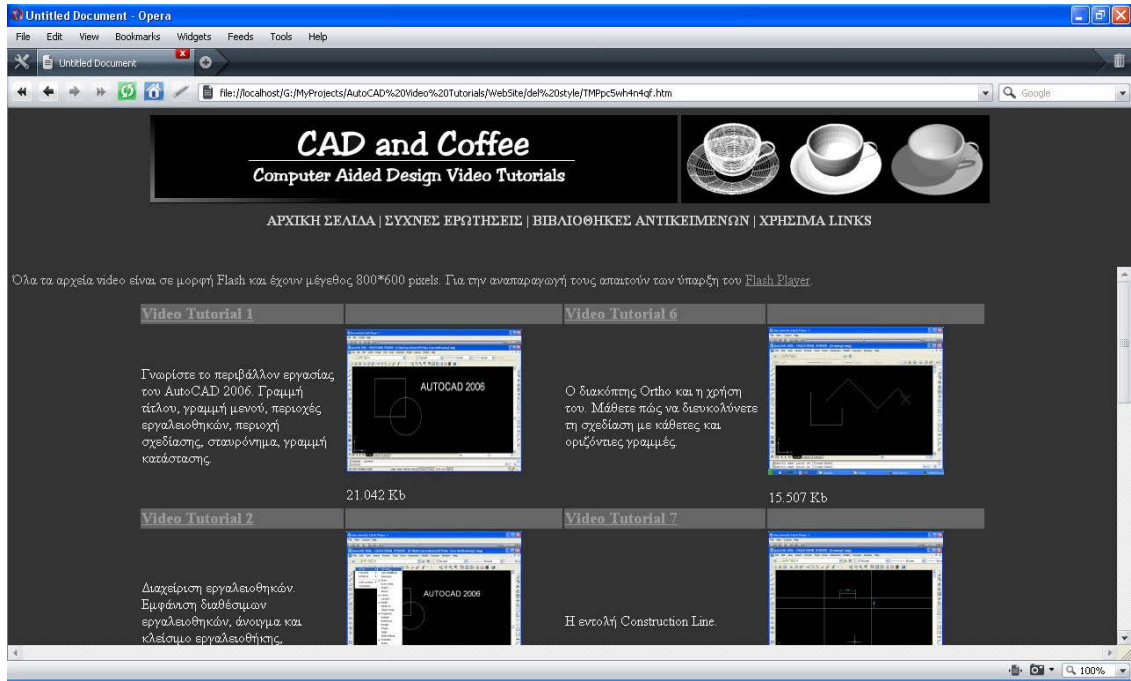 Untitled Document - Opera
File Edit View Bookmarks Widgets Feeds Tools Help
Untitled Document
file://localhost/G:/MyProjects/AutoCAD%20Video%20Tutorials/WebSite/del%20style/TMPpc5wh4n4qf.htm
Google
CAD and Coffee
Computer Aided Design Video Tutorials
ΑΡΧΙΚΗ ΣΕΛΙΔΑ | ΣΥΧΝΕΣ ΕΡΩΤΗΣΕΙΣ | ΒΙΒΛΙΟΘΗΚΕΣ ΑΝΤΙΚΕΙΜΕΝΩΝ | ΧΡΗΣΙΜΑ LINKS
Όλα τα αρχεία video είναι σε μορφή Flash και έχουν μέγεθος 800*600 pixels. Για την αναπαραγωγή τους απαιτούν των ύπαρξη του Flash Player.
Video Tutorial 1
Γνωρίστε το περιβάλλον εργασίας
του AutoCAD 2006. Γραμμή
τίτλου, γραμμή μενού, περιοχές
εργαλειοθηκών, περιοχή
σχεδίασης, σταυρόνημα, γραμμή
κατάστασης.
AUTOCAD 2006
21.042 Kb
Video Tutorial 6
Ο διακόπτης Ortho και η χρήση
του. Μάθετε πώς να διευκολύνετε
τη σχεδίαση με κάθετες και
οριζόντιες γραμμές.
15.507 Kb
Video Tutorial 2
Διαχείριση εργαλειοθηκών.
Εμφάνιση διαθέσιμων
εργαλειοθηκών, άνοιγμα και
κλείσιμο εργαλειοθήκης,
AUTOCAD 2006
Video Tutorial 7
Η εντολή Construction Line.
100%